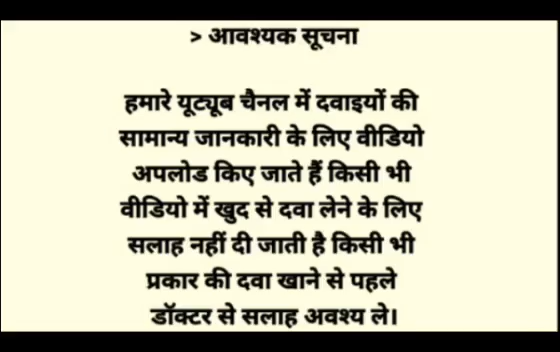 > आवश्यक सूचना
हमारे यूट्यूब चैनल में दवाइयों की
सामान्य जानकारी के लिए वीडियो
अपलोड किए जाते हैं किसी भी
वीडियो में खुद से दवा लेने के लिए
सलाह नहीं दी जाती है किसी भी
प्रकार की दवा खाने से पहले
डॉक्टर से सलाह अवश्य ले।